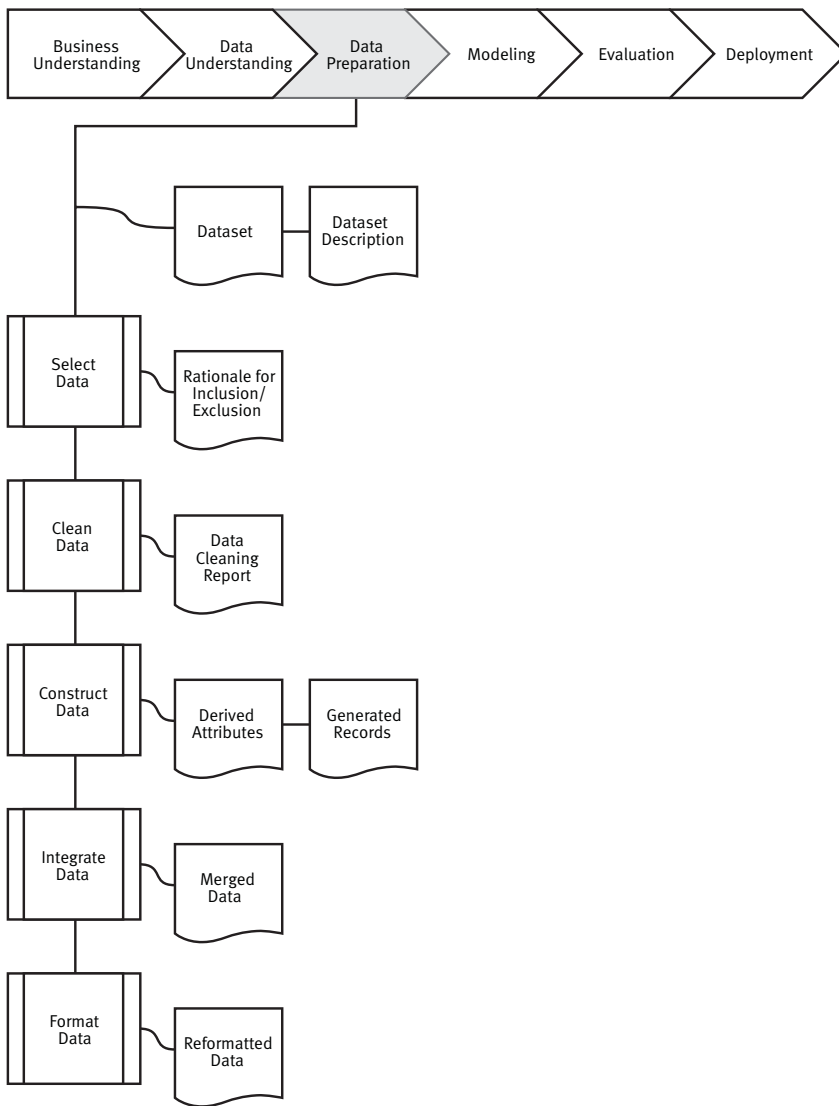 Business
Understanding
Data
Understanding
Data
Preparation
Modeling
Evaluation
Deployment
Dataset
Dataset
Description
Select
Data
Rationale for
Inclusion/
Exclusion
Clean
Data
Data
Cleaning
Report
Construct
Data
Derived
Attributes
Generated
Records
Integrate
Data
Merged
Data
Format
Data
Reformatted
Data